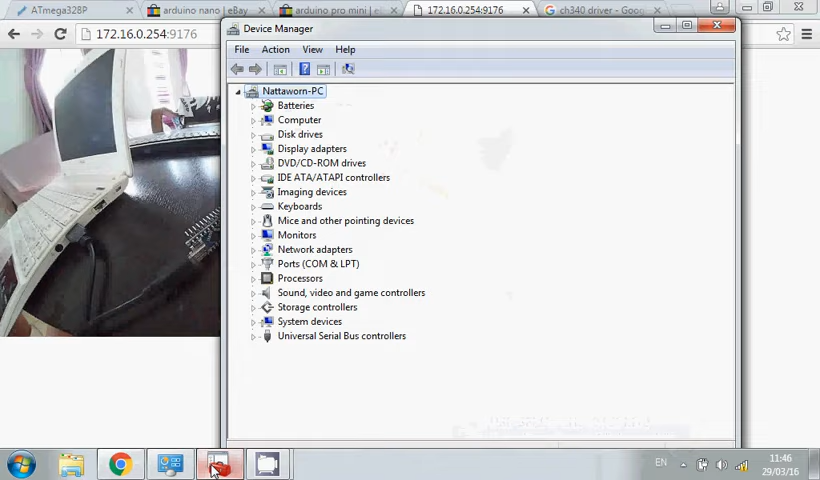 ATmega328P
arduino nano | eBay
arduino pro mini | e
172.16.0.254:9176
ch340 driver - Goo
172.16.0.254:9176
Device Manager
File Action View Help
Nattaworn-PC
Batteries
Computer
Disk drives
Display adapters
DVD/CD-ROM drives
IDE ATA/ATAPI controllers
Imaging devices
Keyboards
Mice and other pointing devices
Monitors
Network adapters
Ports (COM & LPT)
Processors
Sound, video and game controllers
Storage controllers
System devices
Universal Serial Bus controllers
EN
11:46
29/03/16